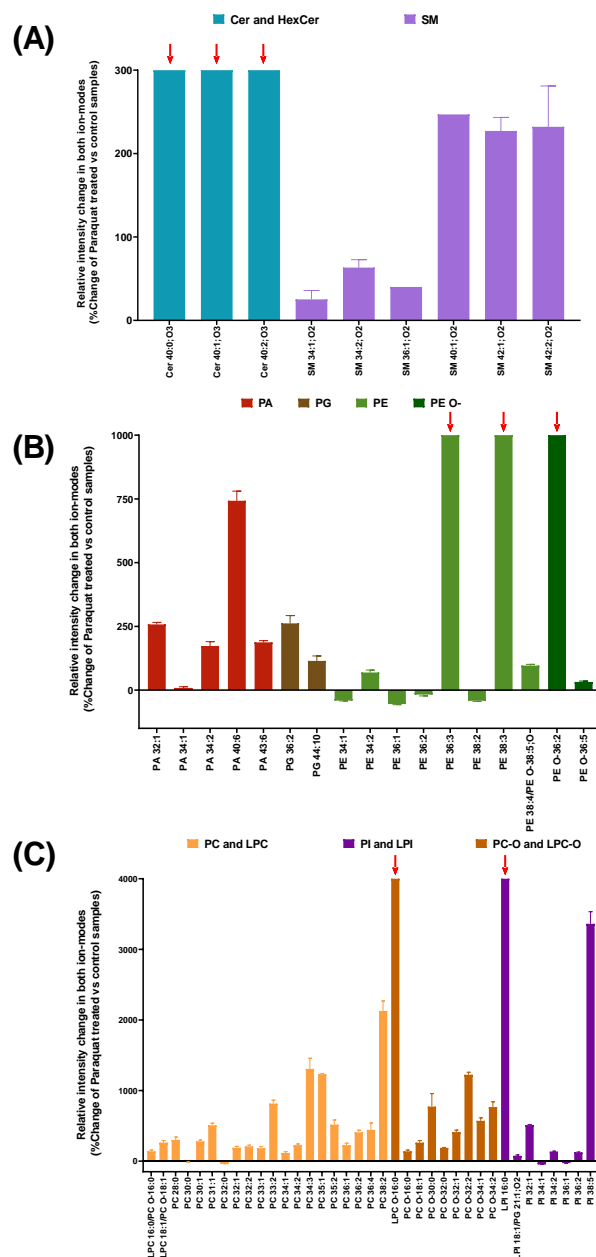 (A)
Cer and HexCer
SM
Relative intensity change in both ion-modes
(%Change of Paraquat treated vs control samples)
300
200
100
0
Cer 40:0;O3
Cer 40:1;O3
Cer 40:2;O3
SM 34:1;O2
SM 34:2;O2
SM 36:1;O2
SM 40:1;O2
SM 42:1;O2
SM 42:2;O2
(B)
PA
PG
PE
PE O-
Relative intensity change in both ion-modes
(%Change of Paraquat treated vs control samples)
1000
750
500
250
0
PA 32:1
PA 34:1
PA 34:2
PA 40:6
PA 43:6
PG 36:2
PG 44:10
PE 34:1
PE 34:2
PE 36:1
PE 36:2
PE 36:3
PE 38:2
PE 38:3
PE 38:4/PE O-38:5;O
PE O-36:2
PE O-36:5
(C)
PC and LPC
PI and LPI
PC-O and LPC-O
Relative intensity change in both ion-modes
(%Change of Paraquat treated vs control samples)
4000
3000
2000
1000
0
LPC 16:0/PC O-16:0
LPC 18:1/PC O-18:1
PC 28:0
PC 30:0
PC 30:1
PC 31:1
PC 32:0
PC 32:1
PC 32:2
PC 33:1
PC 33:2
PC 34:1
PC 34:2
PC 34:3
PC 35:1
PC 35:2
PC 36:1
PC 36:2
PC 36:4
PC 38:2
LPC O-16:0
PC O-16:0
PC O-18:1
PC O-30:0
PC O-32:0
PC O-32:1
PC O-32:2
PC O-34:1
PC O-34:2
LPI 16:0
LPI 18:1/PG 21:1;O2
PI 32:1
PI 34:1
PI 34:2
PI 36:1
PI 36:2
PI 38:5